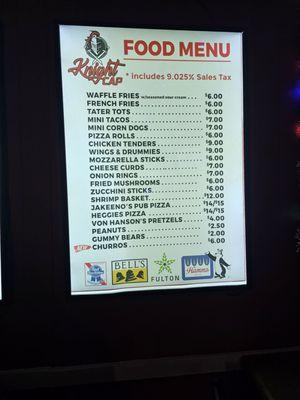 Knight
CAP
FOOD MENU
* includes 9.025% Sales Tax
WAFFLE FRIES w/seasoned sour cream ... $6.00
FRENCH FRIES ... $6.00
TATER TOTS ... $6.00
MINI TACOS ... $7.00
MINI CORN DOGS ... $7.00
PIZZA ROLLS ... $6.00
CHICKEN TENDERS ... $9.00
WINGS & DRUMMIES ... $9.00
MOZZARELLA STICKS ... $6.00
CHEESE CURDS ... $7.00
ONION RINGS ... $7.00
FRIED MUSHROOMS ... $6.00
ZUCCHINI STICKS ... $6.00
SHRIMP BASKET ... $12.00
JAKEENO'S PUB PIZZA ... $14/$15
HEGGIES PIZZA ... $14/$15
VON HANSON'S PRETZELS ... $4.00
PEANUTS ... $2.50
GUMMY BEARS ... $2.00
NEW CHURROS ... $6.00
BELL'S
FULTON
Hamms